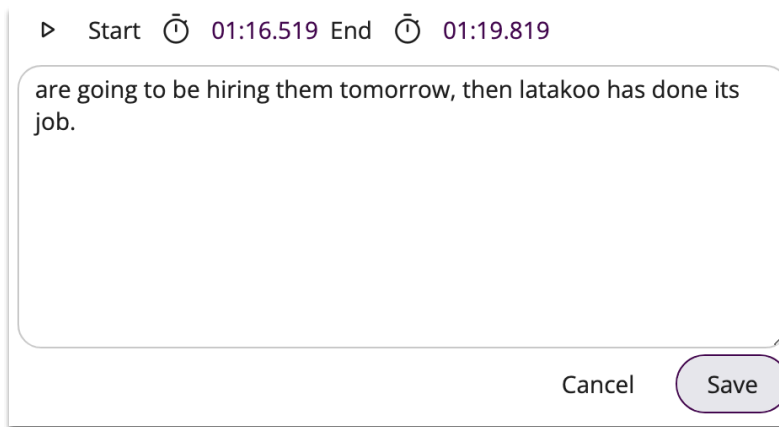 Start 01:16.519 End 01:19.819
are going to be hiring them tomorrow, then latakoo has done its
job.
Cancel Save